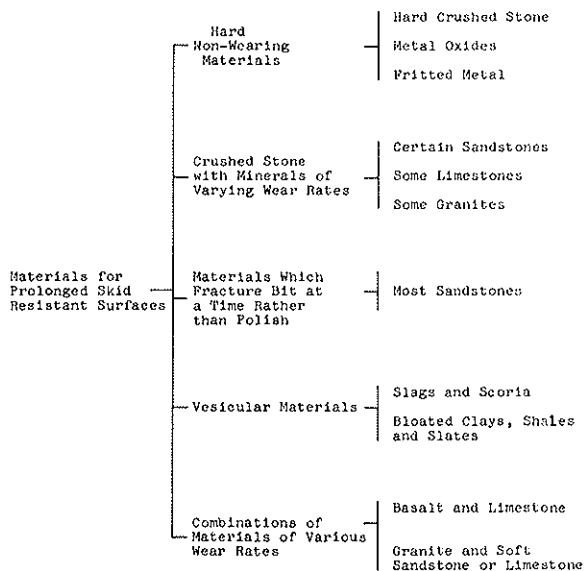 Materials for
Prolonged Skid
Resistant Surfaces
Hard
Non-Wearing
Materials
Hard Crushed Stone
Metal Oxides
Fritted Metal
Crushed Stone
with Minerals of
Varying Wear Rates
Certain Sandstones
Some Limestones
Some Granites
Materials Which
Fracture Bit at
a Time Rather
than Polish
Most Sandstones
Vesicular Materials
Slags and Scoria
Bloated Clays, Shales
and Slates
Combinations of
Materials of Various
Wear Rates
Basalt and Limestone
Granite and Soft
Sandstone or Limestone